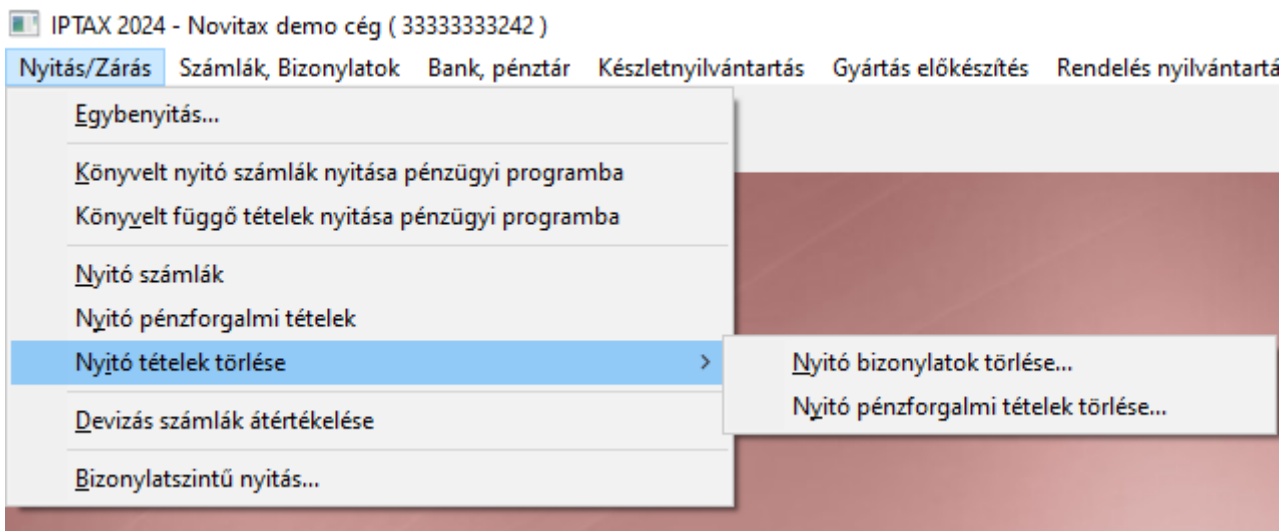 IPTAX 2024 - Novitax demo cég ( 33333333242 )
Nyitás/Zárás Számlák, Bizonylatok Bank, pénztár Készletnyilvántartás Gyártás előkészítés Rendelés nyilvántartá
Egybenyitás...
Könyvelt nyitó számlák nyitása pénzügyi programba
Könyvelt függő tételek nyitása pénzügyi programba
Nyitó számlák
Nyitó pénzforgalmi tételek
Nyitó tételek törlése >
Nyitó bizonylatok törlése...
Nyitó pénzforgalmi tételek törlése...
Devizás számlák átértékelése
Bizonylatszintű nyitás...